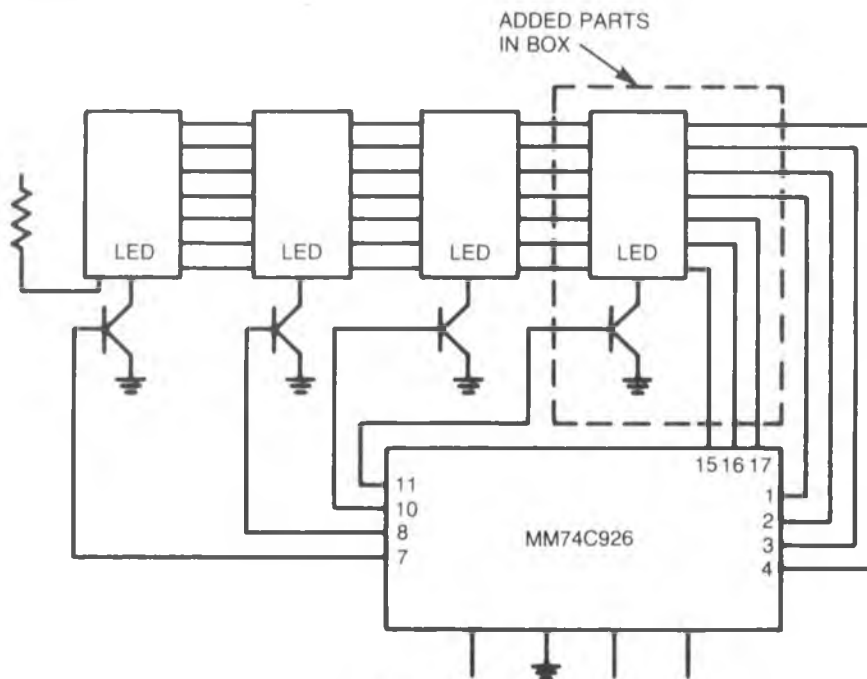 ADDED PARTS
IN BOX
LED LED LED LED
15 16 17
11
10
8
7
MM74C926
1
2
3
4